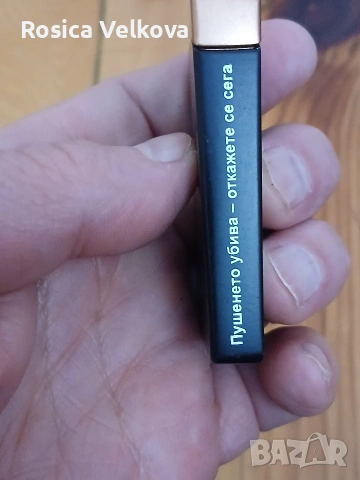 Rosica Velkova
Пушенето убива – откажете се сега
BAZAR